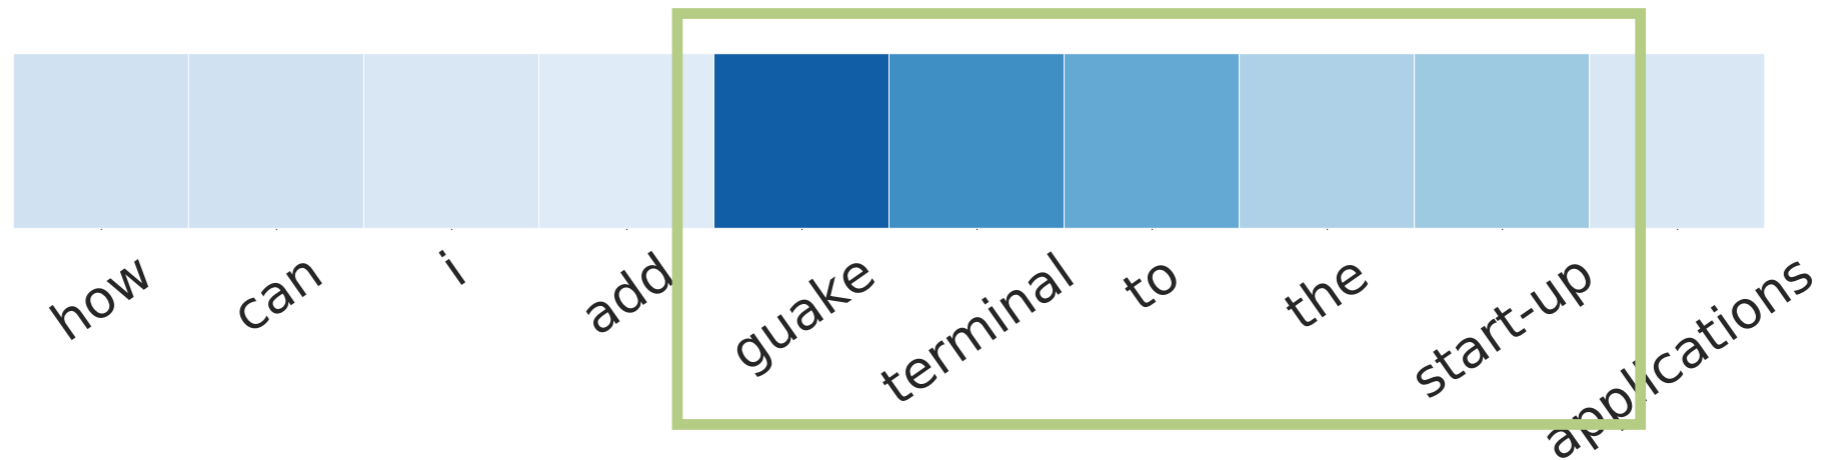 how can i add guake terminal to the start-up applications